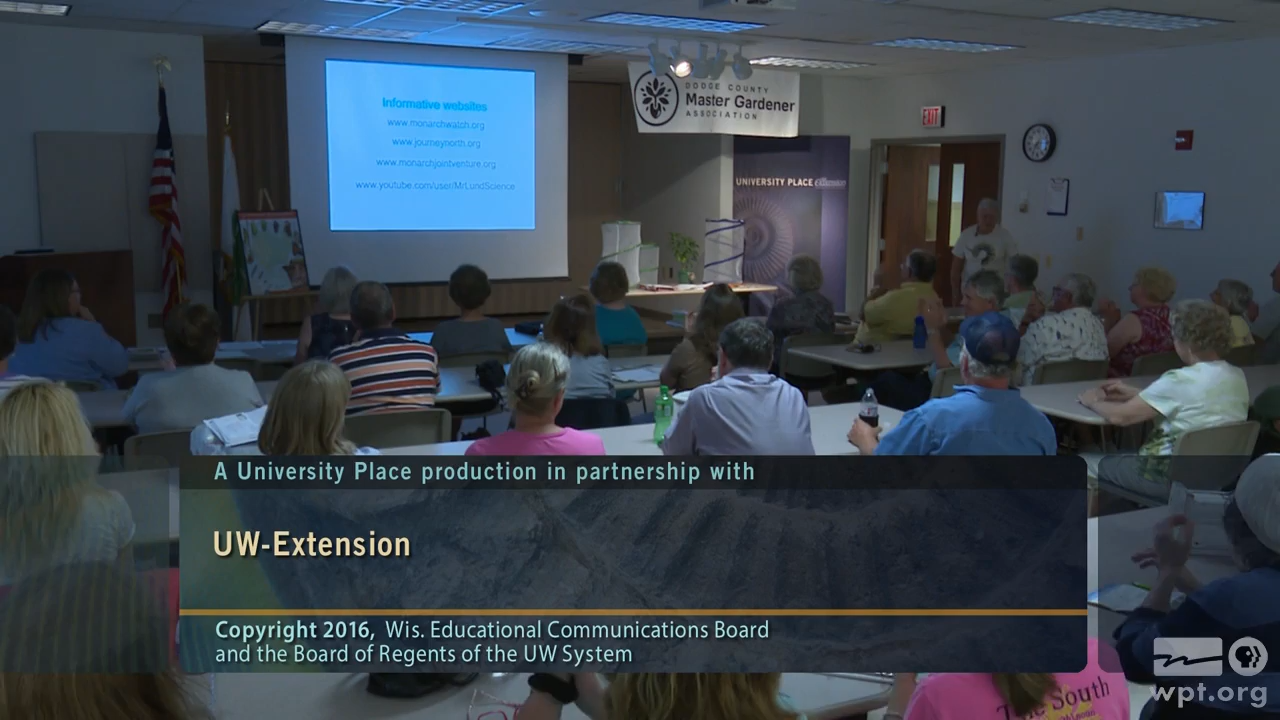 Informative websites
www.monarchwatch.org
www.journeynorth.org
www.monarchjointventure.org
www.youtube.com/user/MrLundScience
DODGE COUNTY
Master Gardener
ASSOCIATION
EXIT
UNIVERSITY PLACE
A University Place production in partnership with
UW-Extension
Copyright 2016, Wis. Educational Communications Board
and the Board of Regents of the UW System
The South
PBS
wpt.org